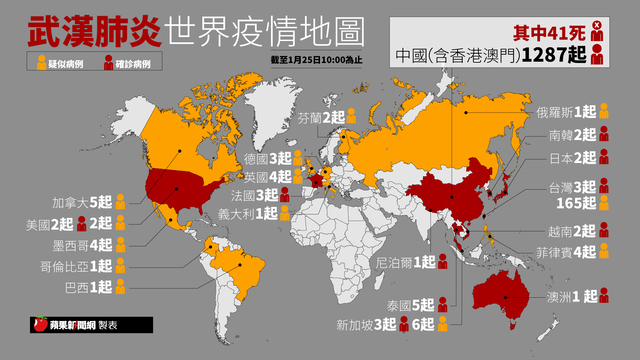 武漢肺炎世界疫情地圖
截至1月25日10:00為止
疑似病例 確診病例
其中41死
中國(含香港澳門)1287起
俄羅斯1起
南韓2起
日本2起
台灣3起
165起
越南2起
菲律賓4起
澳洲1起
芬蘭2起
德國3起
英國4起
法國3起
義大利1起
加拿大5起
美國2起 2起
墨西哥4起
哥倫比亞1起
巴西1起
尼泊爾1起
泰國5起
新加坡3起 6起
蘋果新聞網 製表